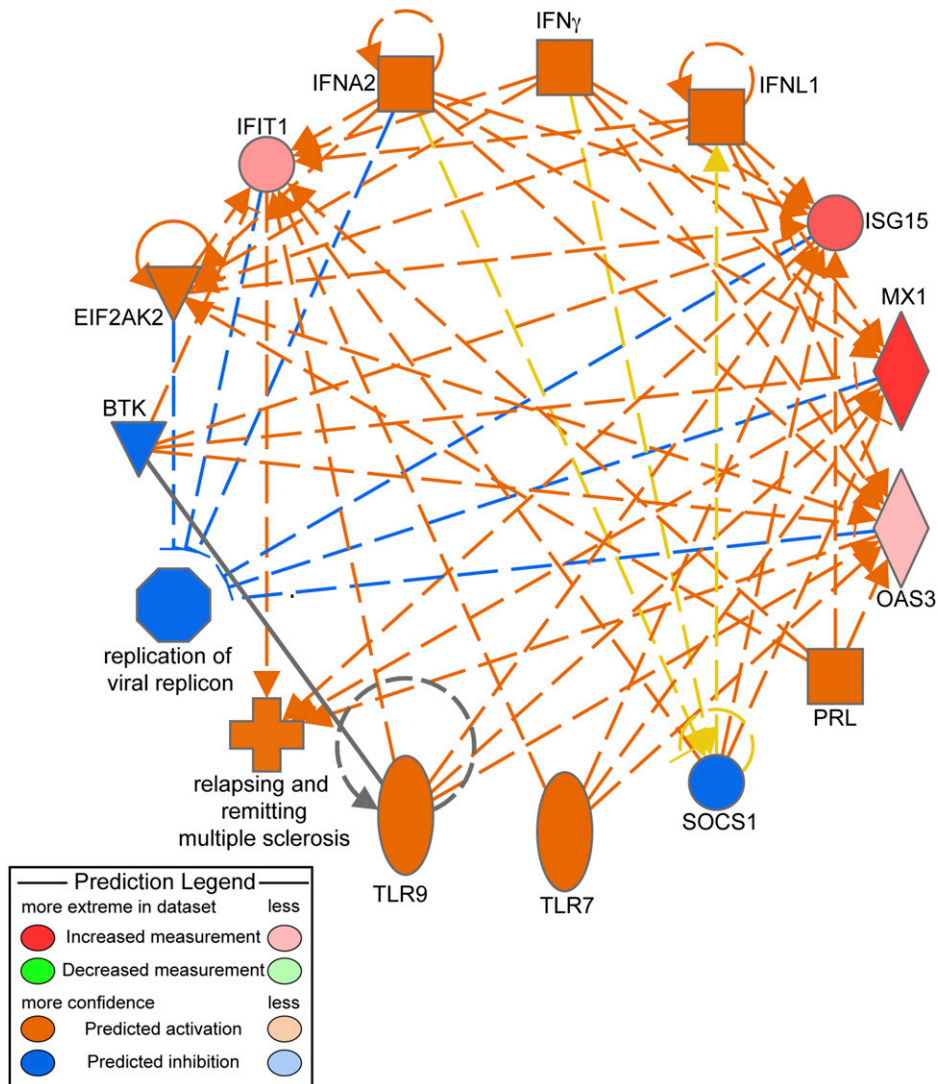 IFNγ
IFNA2
IFNL1
IFIT1
ISG15
EIF2AK2
MX1
BTK
OAS3
replication of
viral replicon
PRL
relapsing and
remitting
multiple sclerosis
SOCS1
TLR9
TLR7
Prediction Legend
more extreme in dataset less
Increased measurement
Decreased measurement
more confidence less
Predicted activation
Predicted inhibition